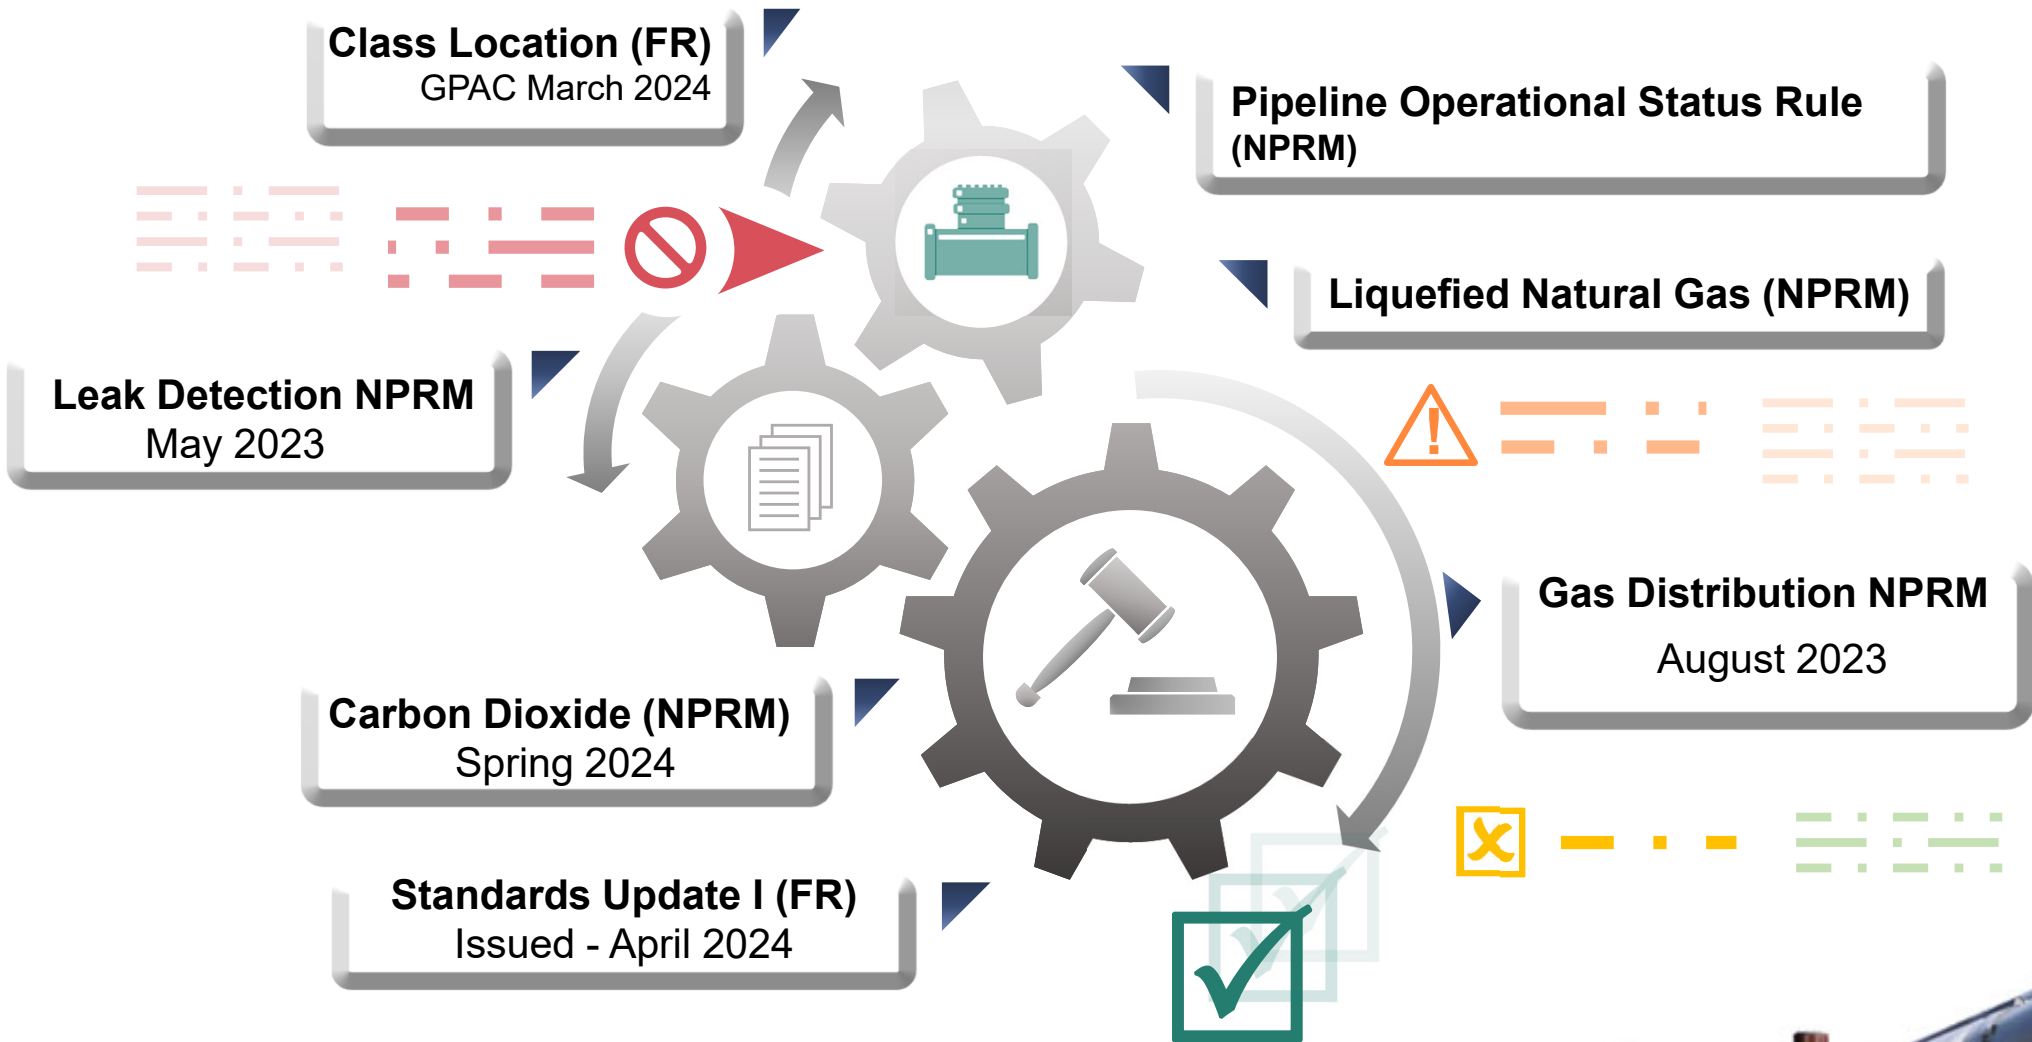 Class Location (FR)
GPAC March 2024
Pipeline Operational Status Rule
(NPRM)
Liquefied Natural Gas (NPRM)
Leak Detection NPRM
May 2023
Gas Distribution NPRM
August 2023
Carbon Dioxide (NPRM)
Spring 2024
Standards Update I (FR)
Issued - April 2024